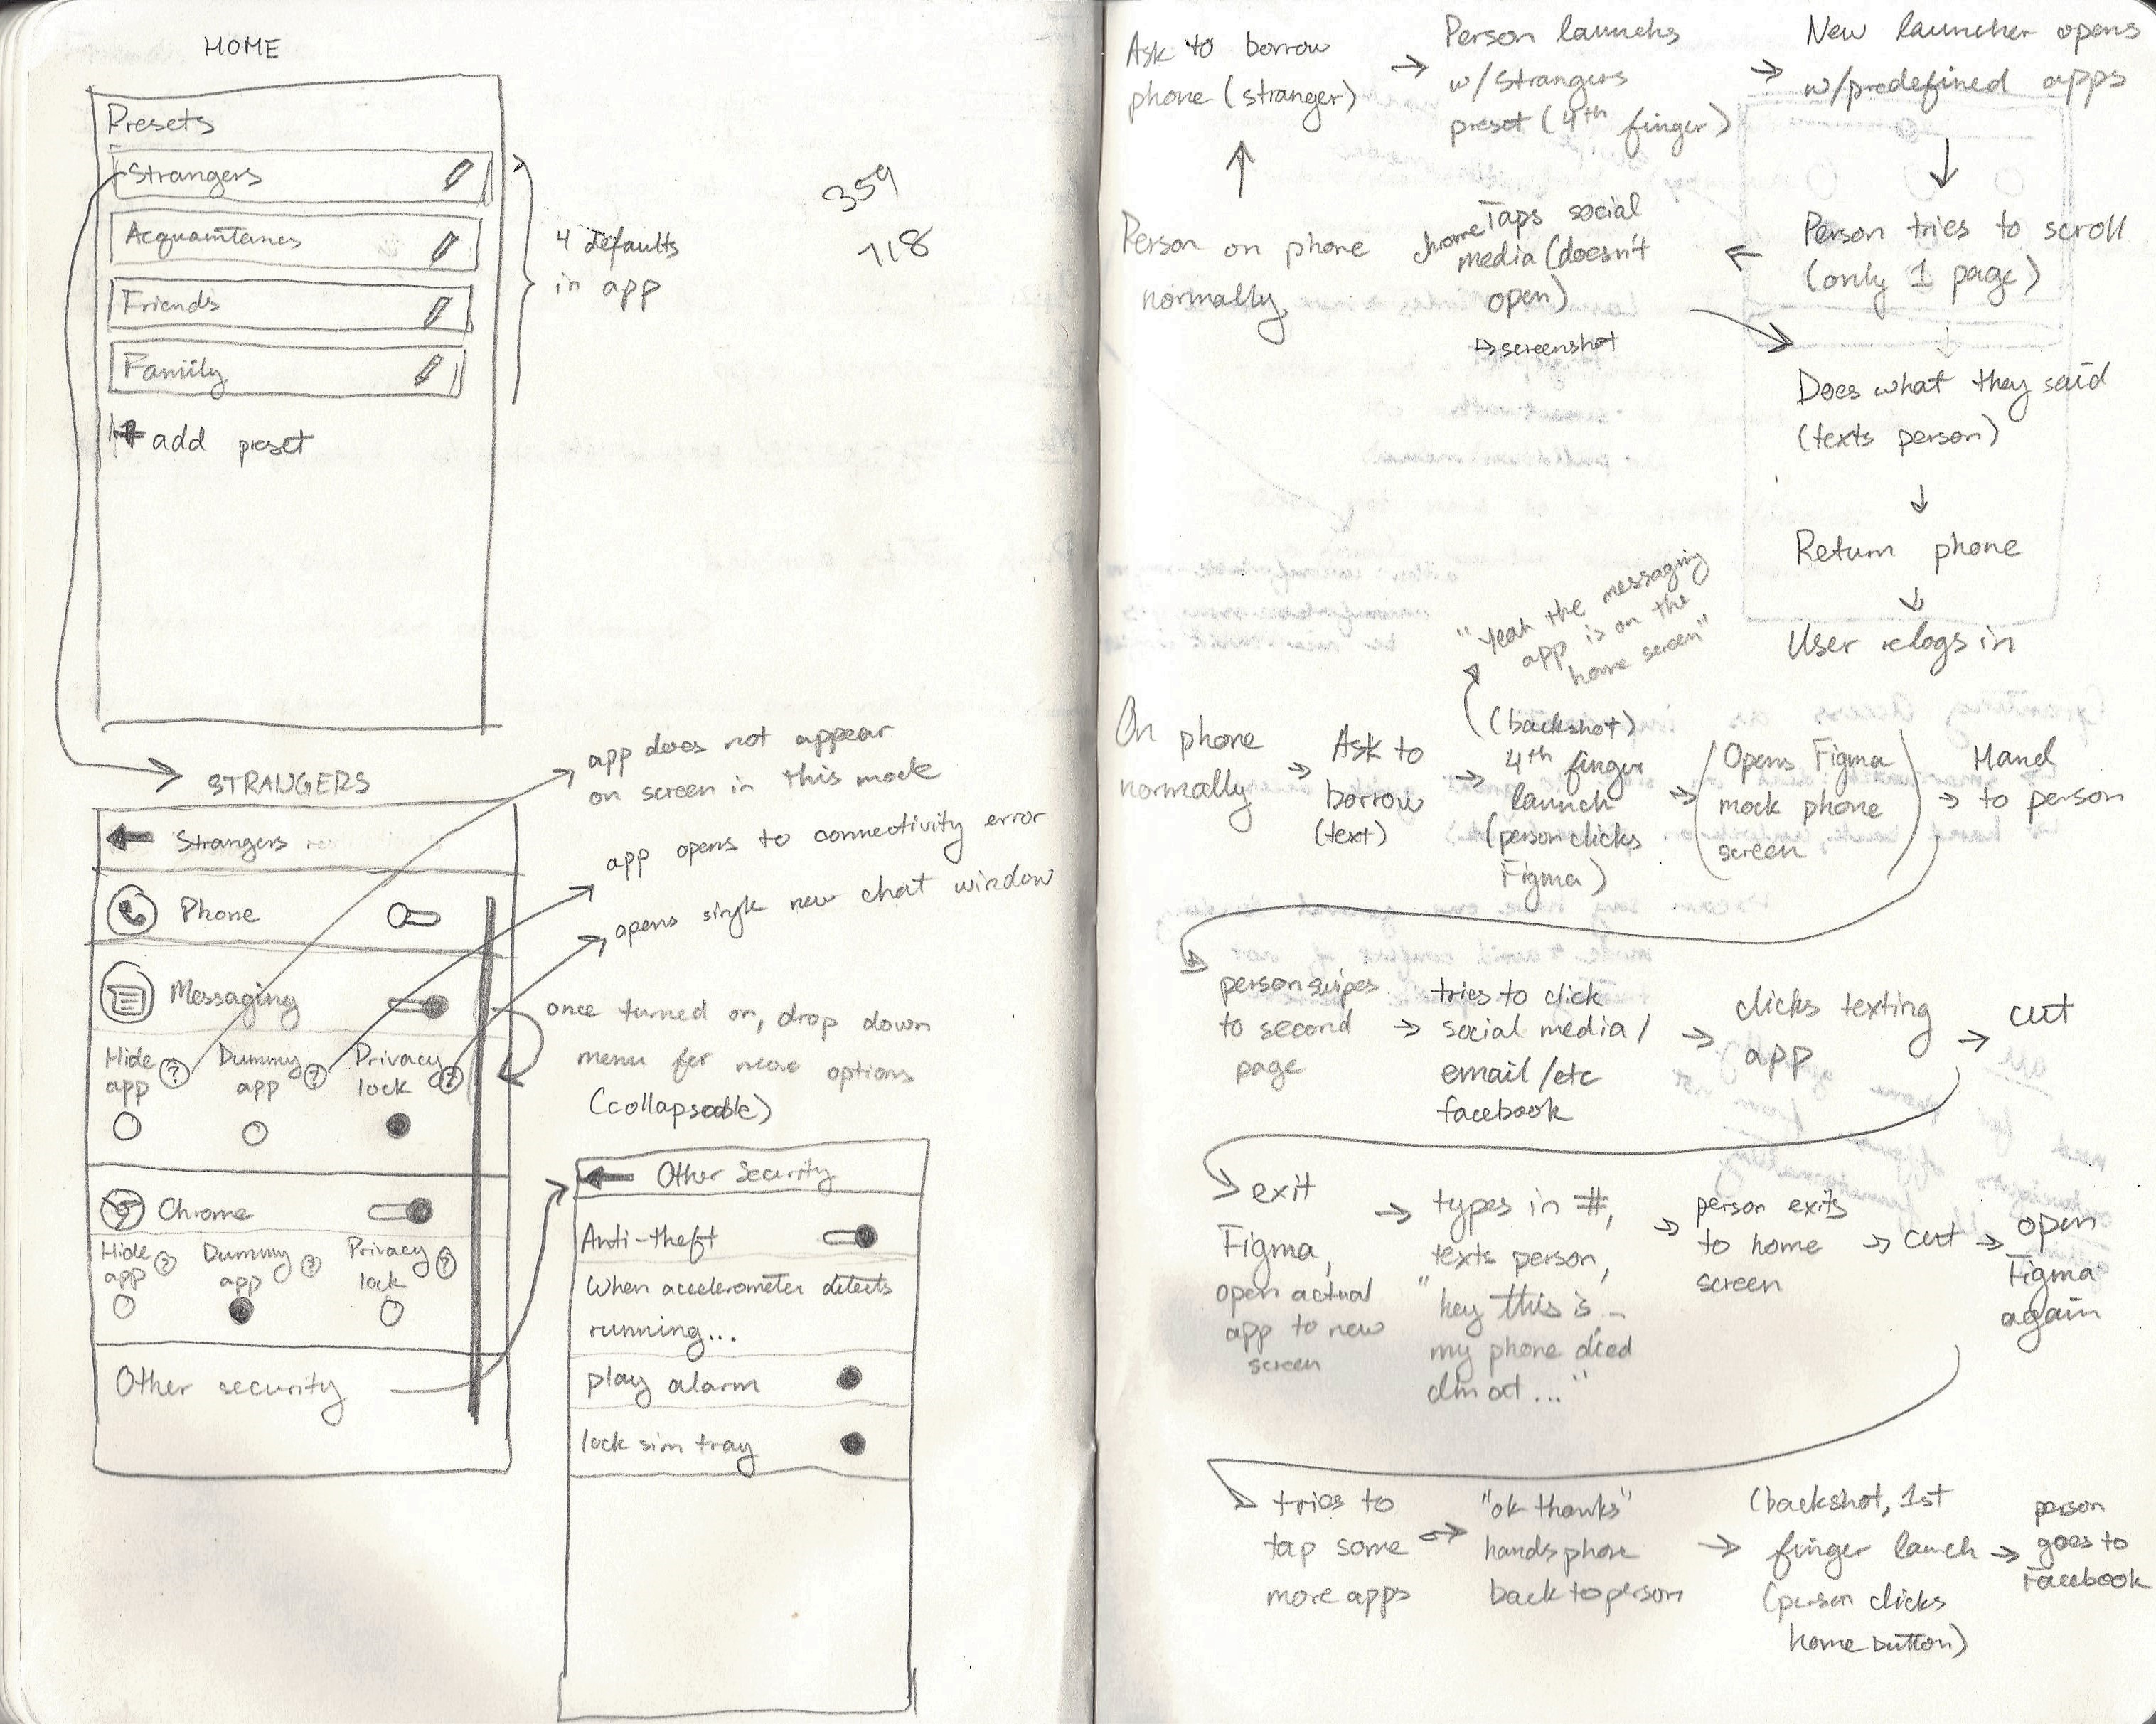 HOME
Presets
Strangers
Acquaintances
Friends
Family
+ add preset
4 defaults
in app
359
718
STRANGERS
Strangers
Phone
Messaging
Hide
app ?
Dummy
app ?
Privacy
lock ?
Chrome
Hide
app ?
Dummy
app ?
Privacy
lock ?
Other security
app does not appear
on screen in this mode
app opens to connectivity error
opens single new chat window
once turned on, drop down
menu for more options
(collapseable)
Other Security
Anti-theft
When accelerometer detects
running...
play alarm
lock sim tray
Ask to borrow
phone (stranger)
Person launches
w/ Strangers
preset (4th finger)
New launcher opens
w/predefined apps
Person on phone
normally
chrome Taps social
media (doesn't
open)
↳ screenshot
Person tries to scroll
(only 1 page)
Does what they said
(texts person)
Return phone
User relogs in
"yeah the messaging
app is on the
home screen"
On phone
normally
Ask to
borrow
(text)
(backshot)
4th finger
launch
(person clicks
Figma)
(Opens Figma
mock phone
screen)
Hand
to person
person swipes
to second
page
tries to click
social media /
email /etc
facebook
clicks texting
app
cut
exit
Figma,
open actual
app to new
screen
types in #,
texts person,
"hey this is...
my phone died
dm at ..."
person exits
to home
screen
cut
open
Figma
again
tries to
tap some
more apps
"ok thanks"
hands phone
back to person
(backshot, 1st
finger launch
(person clicks
home button)
person
goes to
Facebook